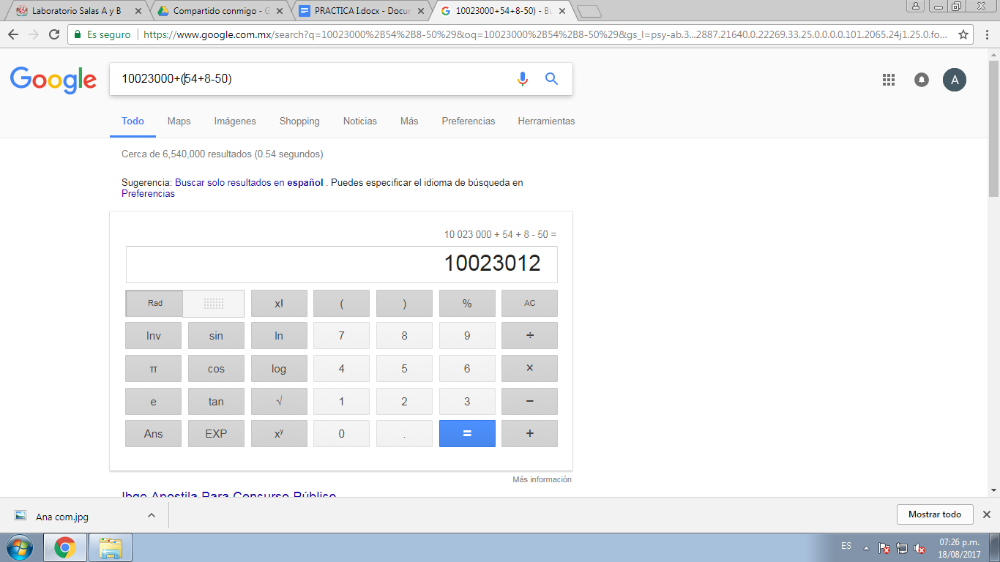 Laboratorio Salas A y B
Compartido conmigo - G
PRACTICA I.docx - Docum
10023000+54+8-50) - Bu
Es seguro
https://www.google.com.mx/search?q=10023000%2B54%2B8-50%29&oq=10023000%2B54%2B8-50%29&gs_l=psy-ab.3...2887.21640.0.22269.33.25.0.0.0.0.101.2065.24j1.25.0.fo...
Google
10023000+(54+8-50)
A
Todo Maps Imágenes Shopping Noticias Más Preferencias Herramientas
Cerca de 6,540,000 resultados (0.54 segundos)
Sugerencia: Buscar solo resultados en español . Puedes especificar el idioma de búsqueda en
Preferencias
10 023 000 + 54 + 8 - 50 =
10023012
Rad x! ( ) % AC
Inv sin ln 7 8 9 ÷
π cos log 4 5 6 ×
e tan √ 1 2 3 −
Ans EXP xʸ 0 . = +
Más información
Ibge Apostila Para Concurso Público
Ana com.jpg
Mostrar todo
ES
07:26 p.m.
18/08/2017